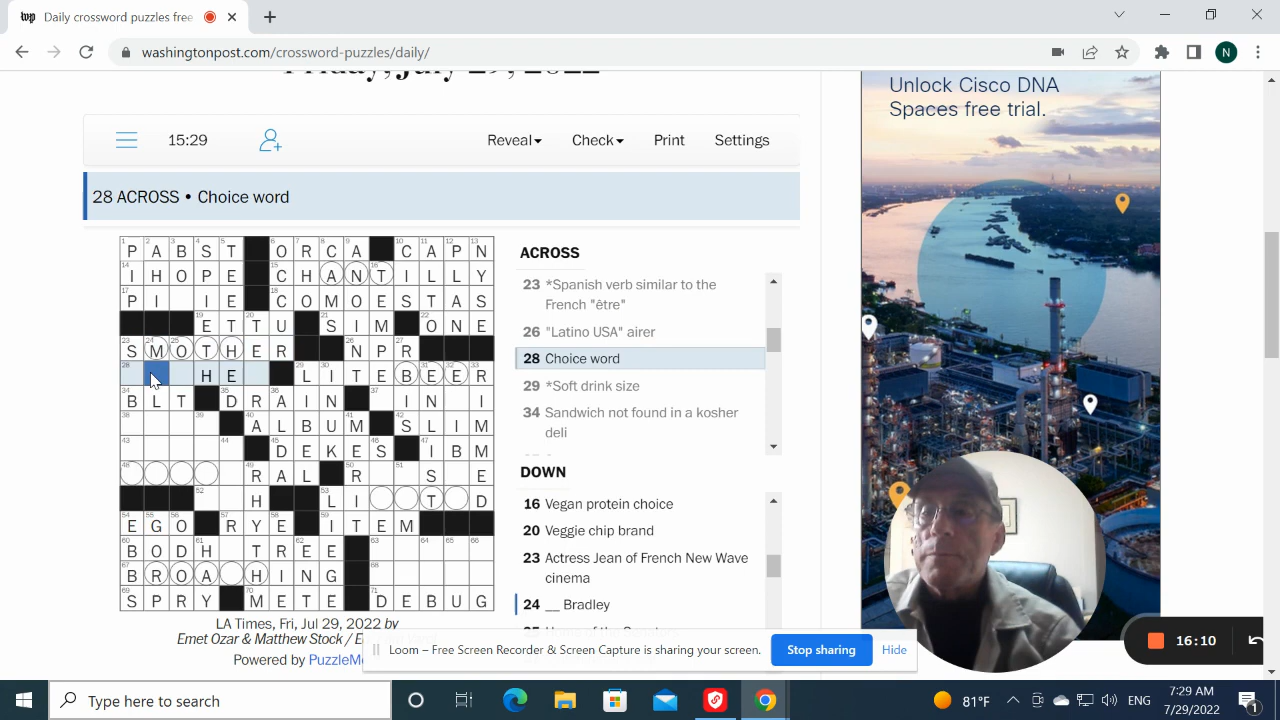 Daily crossword puzzles free
washingtonpost.com/crossword-puzzles/daily/
N
Friday, July 29, 2022
Unlock Cisco DNA
Spaces free trial.
15:29
Reveal
Check
Print
Settings
28 ACROSS • Choice word
P A B S T O R C A C A P N
I H O P E C H A N T I L L Y
P I I E C O M O E S T A S
E T T U S I M O N E
S M O T H E R N P R
H E L I T E B E E R
B L T D R A I N I N I
A L B U M S L I M
D E K E S I B M
R A L R S E
H L I T D
E G O R Y E I T E M
B O D H T R E E
B R O A H I N G
S P R Y M E T E D E B U G
LA Times, Fri, Jul 29, 2022 by
Emet Ozar & Matthew Stock / E
Powered by PuzzleM
ACROSS
23 *Spanish verb similar to the
French "être"
26 "Latino USA" airer
28 Choice word
29 *Soft drink size
34 Sandwich not found in a kosher
deli
DOWN
16 Vegan protein choice
20 Veggie chip brand
23 Actress Jean of French New Wave
cinema
24 __ Bradley
Loom – Free Screen Recorder & Screen Capture is sharing your screen.
Stop sharing
Hide
16:10
Type here to search
81°F
ENG
7:29 AM
7/29/2022